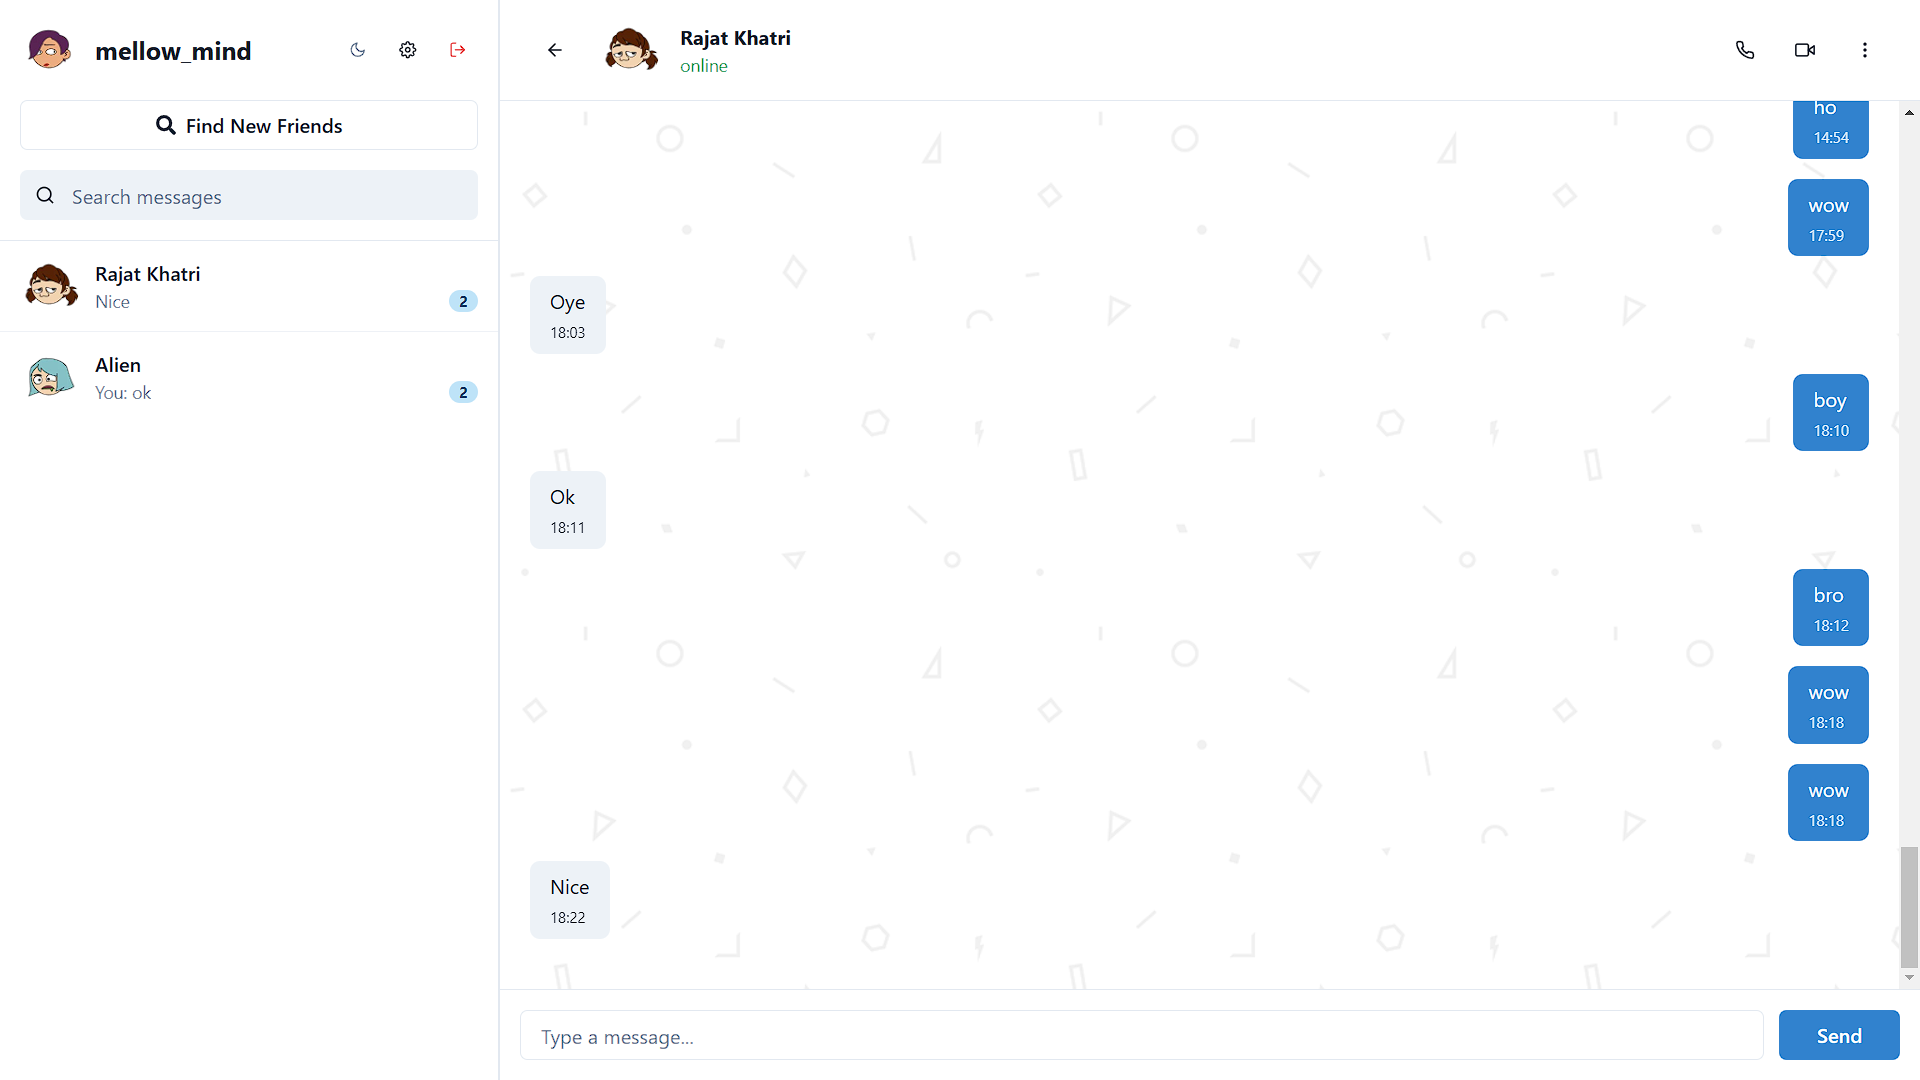 mellow_mind
Find New Friends
Search messages
Rajat Khatri
Nice
2
Alien
You: ok
2
Rajat Khatri
online
ho
14:54
wow
17:59
Oye
18:03
boy
18:10
Ok
18:11
bro
18:12
wow
18:18
wow
18:18
Nice
18:22
Type a message...
Send